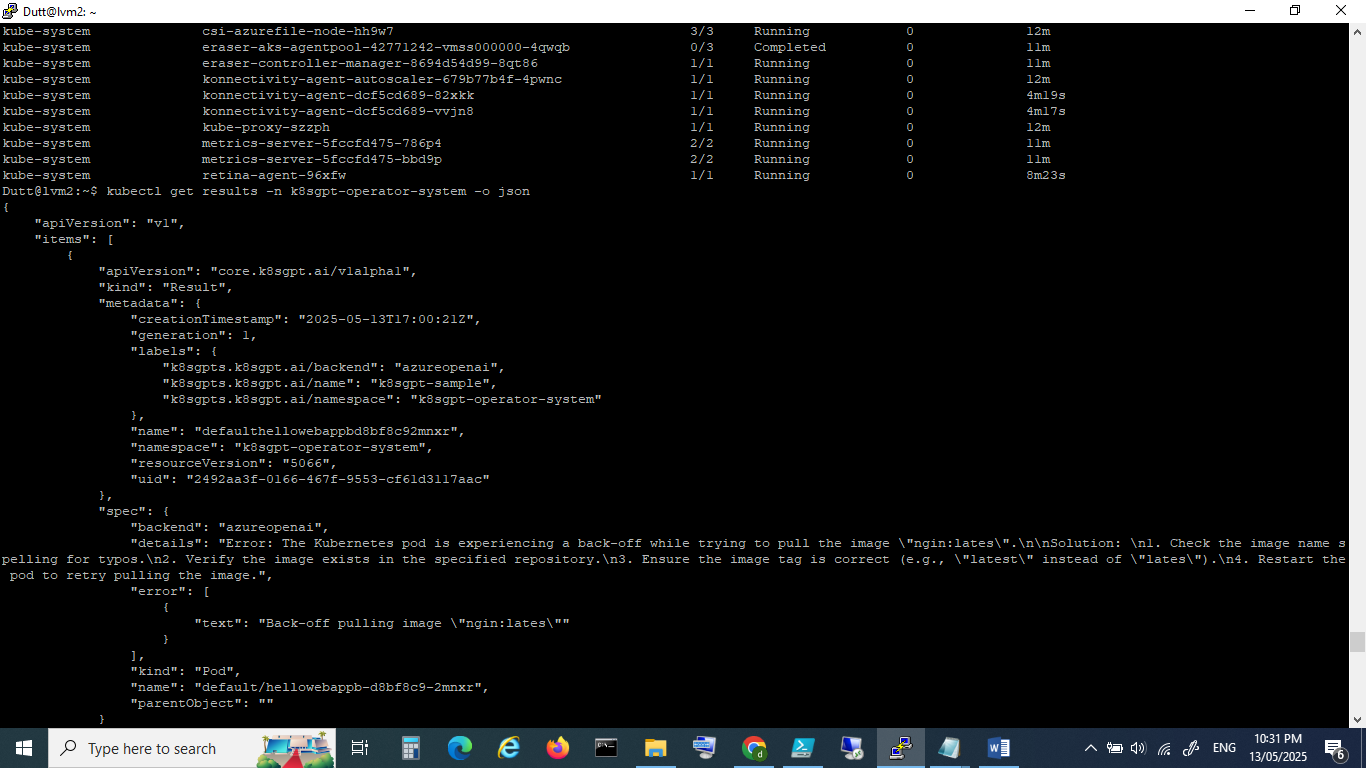 Dutt@lvm2: ~
kube-system csi-azurefile-node-hh9w7 3/3 Running 0 12m
kube-system eraser-aks-agentpool-42771242-vmss000000-4qwqb 0/3 Completed 0 11m
kube-system eraser-controller-manager-8694d54d99-8qt86 1/1 Running 0 11m
kube-system konnectivity-agent-autoscaler-679b77b4f-4pwnc 1/1 Running 0 12m
kube-system konnectivity-agent-dcf5cd689-82xkk 1/1 Running 0 4m19s
kube-system konnectivity-agent-dcf5cd689-vvjn8 1/1 Running 0 4m17s
kube-system kube-proxy-szzph 1/1 Running 0 12m
kube-system metrics-server-5fccfd475-786p4 2/2 Running 0 11m
kube-system metrics-server-5fccfd475-bbd9p 2/2 Running 0 11m
kube-system retina-agent-96xfw 1/1 Running 0 8m23s
Dutt@lvm2:~$ kubectl get results -n k8sgpt-operator-system -o json
{
"apiVersion": "v1",
"items": [
{
"apiVersion": "core.k8sgpt.ai/v1alpha1",
"kind": "Result",
"metadata": {
"creationTimestamp": "2025-05-13T17:00:21Z",
"generation": 1,
"labels": {
"k8sgpts.k8sgpt.ai/backend": "azureopenai",
"k8sgpts.k8sgpt.ai/name": "k8sgpt-sample",
"k8sgpts.k8sgpt.ai/namespace": "k8sgpt-operator-system"
},
"name": "defaulthellowebappbd8bf8c92mnxr",
"namespace": "k8sgpt-operator-system",
"resourceVersion": "5066",
"uid": "2492aa3f-0166-467f-9553-cf61d3117aac"
},
"spec": {
"backend": "azureopenai",
"details": "Error: The Kubernetes pod is experiencing a back-off while trying to pull the image \"ngin:lates\".\n\nSolution: \n1. Check the image name s
pelling for typos.\n2. Verify the image exists in the specified repository.\n3. Ensure the image tag is correct (e.g., \"latest\" instead of \"lates\").\n4. Restart the
pod to retry pulling the image.",
"error": [
{
"text": "Back-off pulling image \"ngin:lates\""
}
],
"kind": "Pod",
"name": "default/hellowebappb-d8bf8c9-2mnxr",
"parentObject": ""
}
Type here to search
ENG
10:31 PM
13/05/2025
6